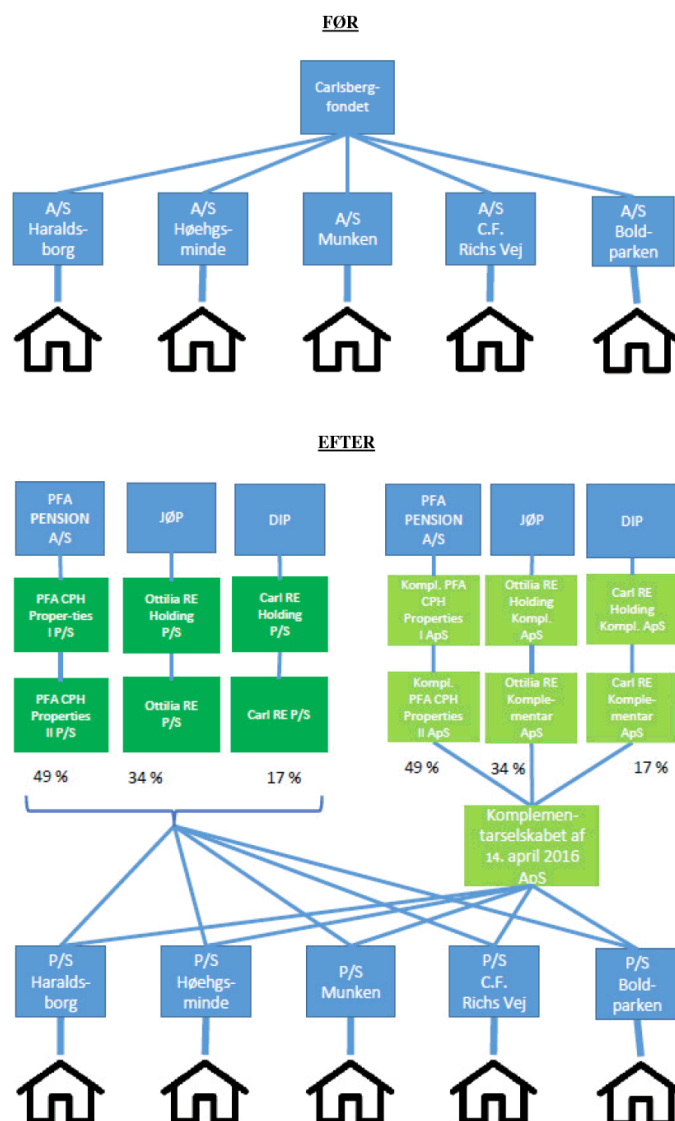 FØR
Carlsberg-
fondet
A/S
Haralds-
borg
A/S
Høehgs-
minde
A/S
Munken
A/S
C.F.
Richs Vej
A/S
Bold-
parken
EFTER
PFA
PENSION
A/S
JØP
DIP
PFA
PENSION
A/S
JØP
DIP
PFA CPH
Proper-ties
I P/S
Ottilia RE
Holding
P/S
Carl RE
Holding
P/S
Kompl. PFA
CPH
Properties
I ApS
Ottilia RE
Holding
Kompl.
ApS
Carl RE
Holding
Kompl. ApS
PFA CPH
Properties
II P/S
Ottilia RE
P/S
Carl RE P/S
Kompl.
PFA CPH
Properties
II ApS
Ottilia RE
Komple-
mentar
ApS
Carl RE
Komple-
mentar
ApS
49 %
34 %
17 %
49 %
34 %
17 %
Komplemen-
tarselskabet af
14. april 2016
ApS
P/S
Haralds-
borg
P/S
Høehgs-
minde
P/S
Munken
P/S
C.F.
Richs Vej
P/S
Bold-
parken